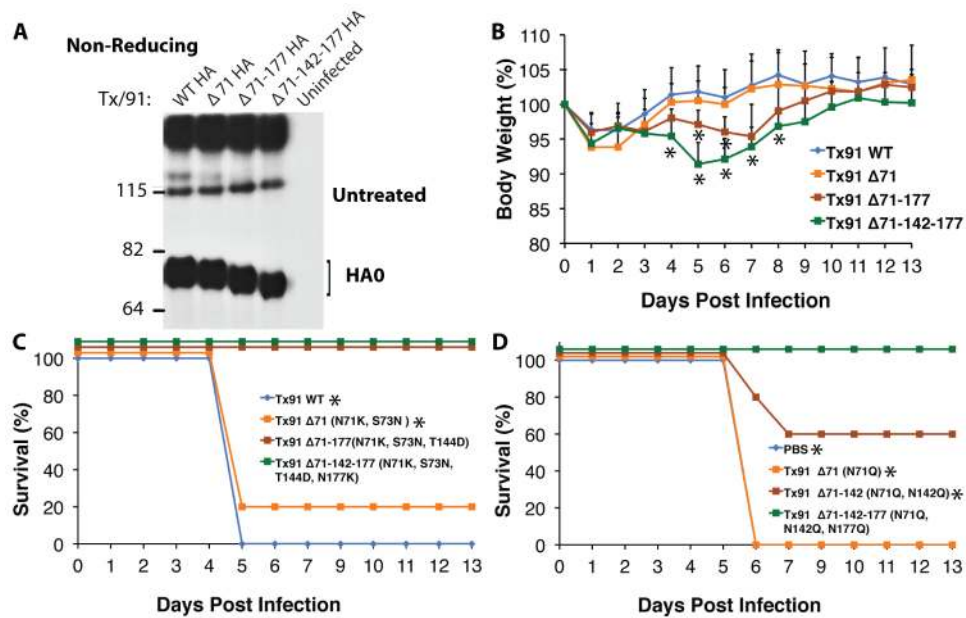 A
Non-Reducing
Tx/91:
WT HA
Δ71 HA
Δ71-177 HA
Δ71-142-177 HA
Uninfected
115
82
64
Untreated
HA0
B
Body Weight (%)
110
105
100
95
90
85
80
0 1 2 3 4 5 6 7 8 9 10 11 12 13
Days Post Infection
* * * * *
* *
Tx91 WT
Tx91 Δ71
Tx91 Δ71-177
Tx91 Δ71-142-177
C
Survival (%)
100
80
60
40
20
0
0 1 2 3 4 5 6 7 8 9 10 11 12 13
Days Post Infection
Tx91 WT *
Tx91 Δ71 (N71K, S73N ) *
Tx91 Δ71-177(N71K, S73N, T144D)
Tx91 Δ71-142-177 (N71K, S73N,
T144D, N177K)
D
Survival (%)
100
80
60
40
20
0
0 1 2 3 4 5 6 7 8 9 10 11 12 13
Days Post Infection
PBS *
Tx91 Δ71 (N71Q) *
Tx91 Δ71-142 (N71Q, N142Q) *
Tx91 Δ71-142-177 (N71Q,
N142Q, N177Q)